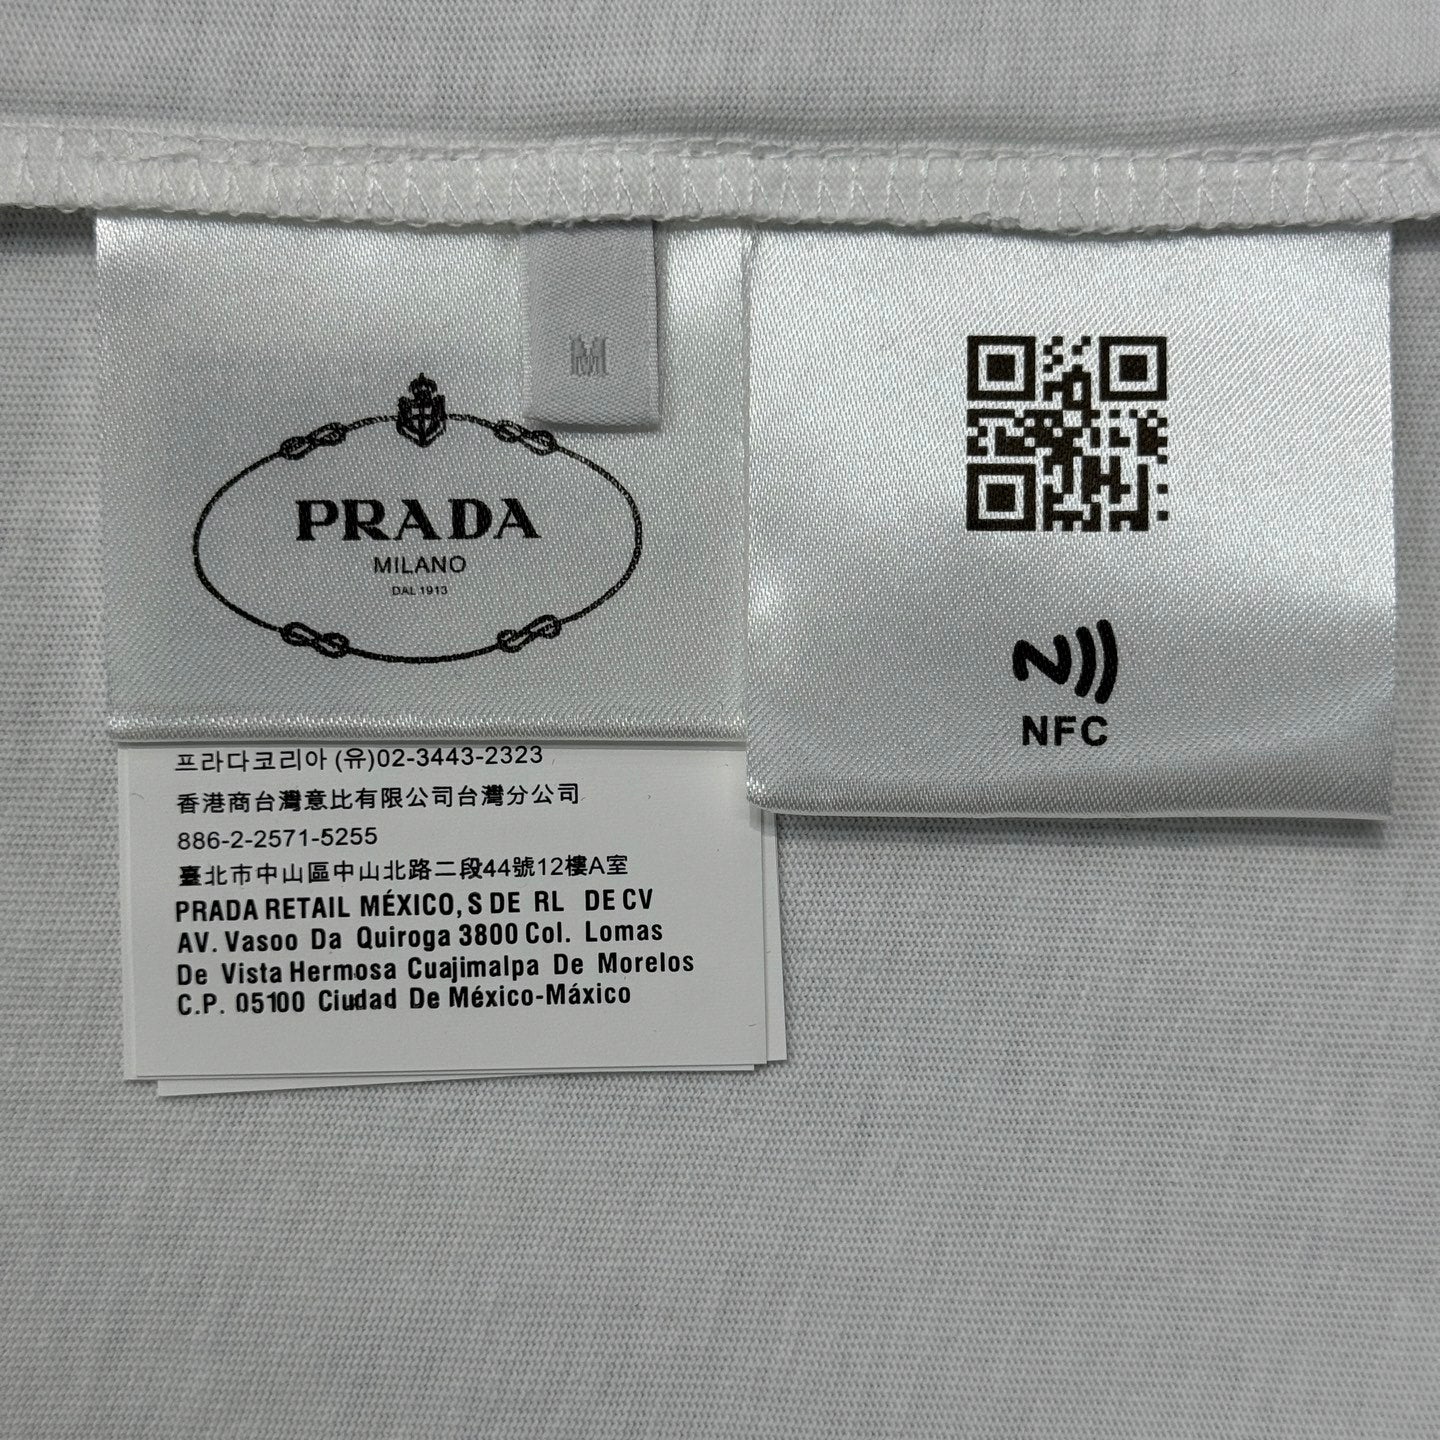 M
PRADA
MILANO
DAL 1913
NFC
프라다코리아 (유)02-3443-2323
香港商台灣意比有限公司台灣分公司
886-2-2571-5255
臺北市中山區中山北路二段44號12樓A室
PRADA RETAIL MÉXICO, S DE RL DE CV
AV. Vasoo Da Quiroga 3800 Col. Lomas
De Vista Hermosa Cuajimalpa De Morelos
C.P. 05100 Ciudad De México-Máxico